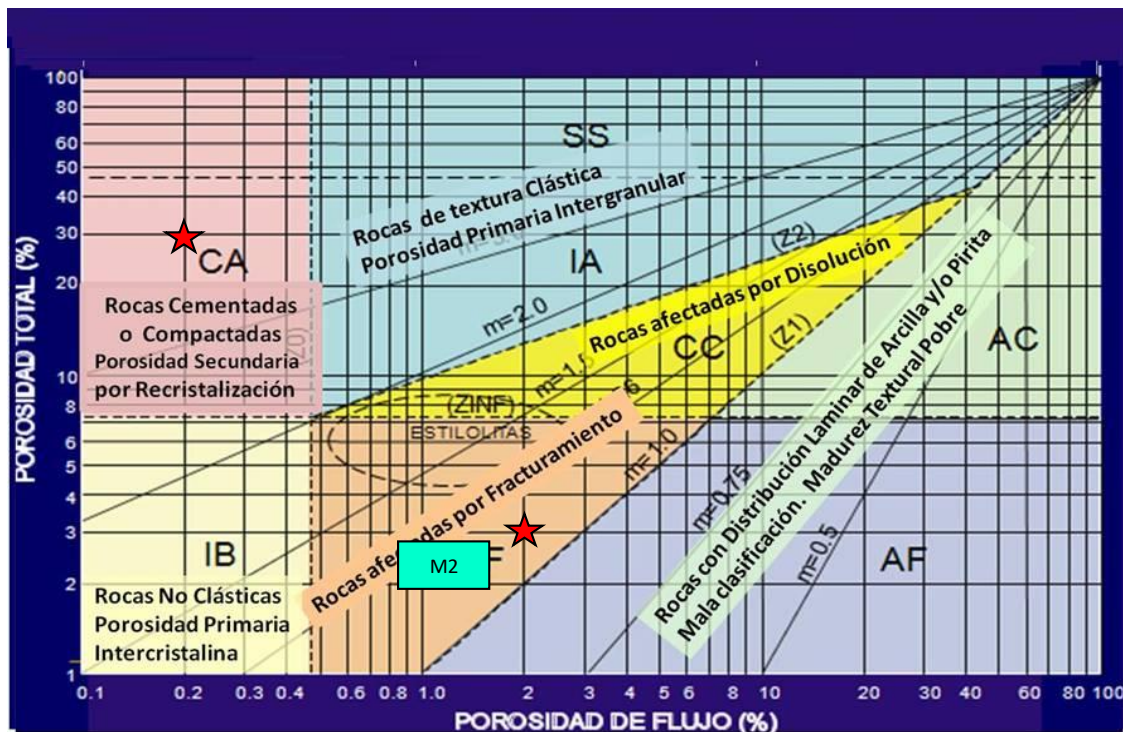 POROSIDAD TOTAL (%)
100
80
60
50
40
30
20
10
8
6
5
4
3
2
1
SS
Rocas de textura Clástica
Porosidad Primaria Intergranular
CA
IA
(Z2)
Rocas Cementadas
o Compactadas
Porosidad Secundaria
por Recristalización
m=2.0
Rocas afectadas por Disolución
m=1.5
CC
(Z1)
AC
(ZINF)
ESTILOLITAS
6
m=1.0
Rocas afectadas por Fracturamiento
m=0.75
Rocas con Distribución Laminar de Arcilla y/o Pirita
Mala clasificación. Madurez Textural Pobre
m=0.5
IB
M2
F
AF
Rocas No Clásticas
Porosidad Primaria
Intercristalina
0.1 0.2 0.3 0.4 0.6 0.8 1.0 2 3 4 5 6 8 10 20 30 40 60 80 100
POROSIDAD DE FLUJO (%)